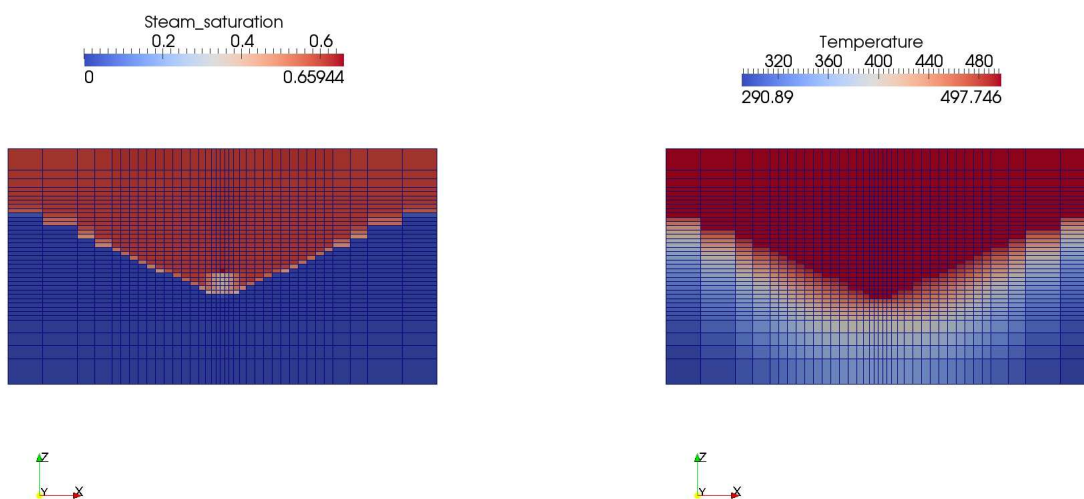 Steam_saturation
0.2 0.4 0.6
0 0.65944
Temperature
320 360 400 440 480
290.89 497.746
Z
Y X
Z
Y X